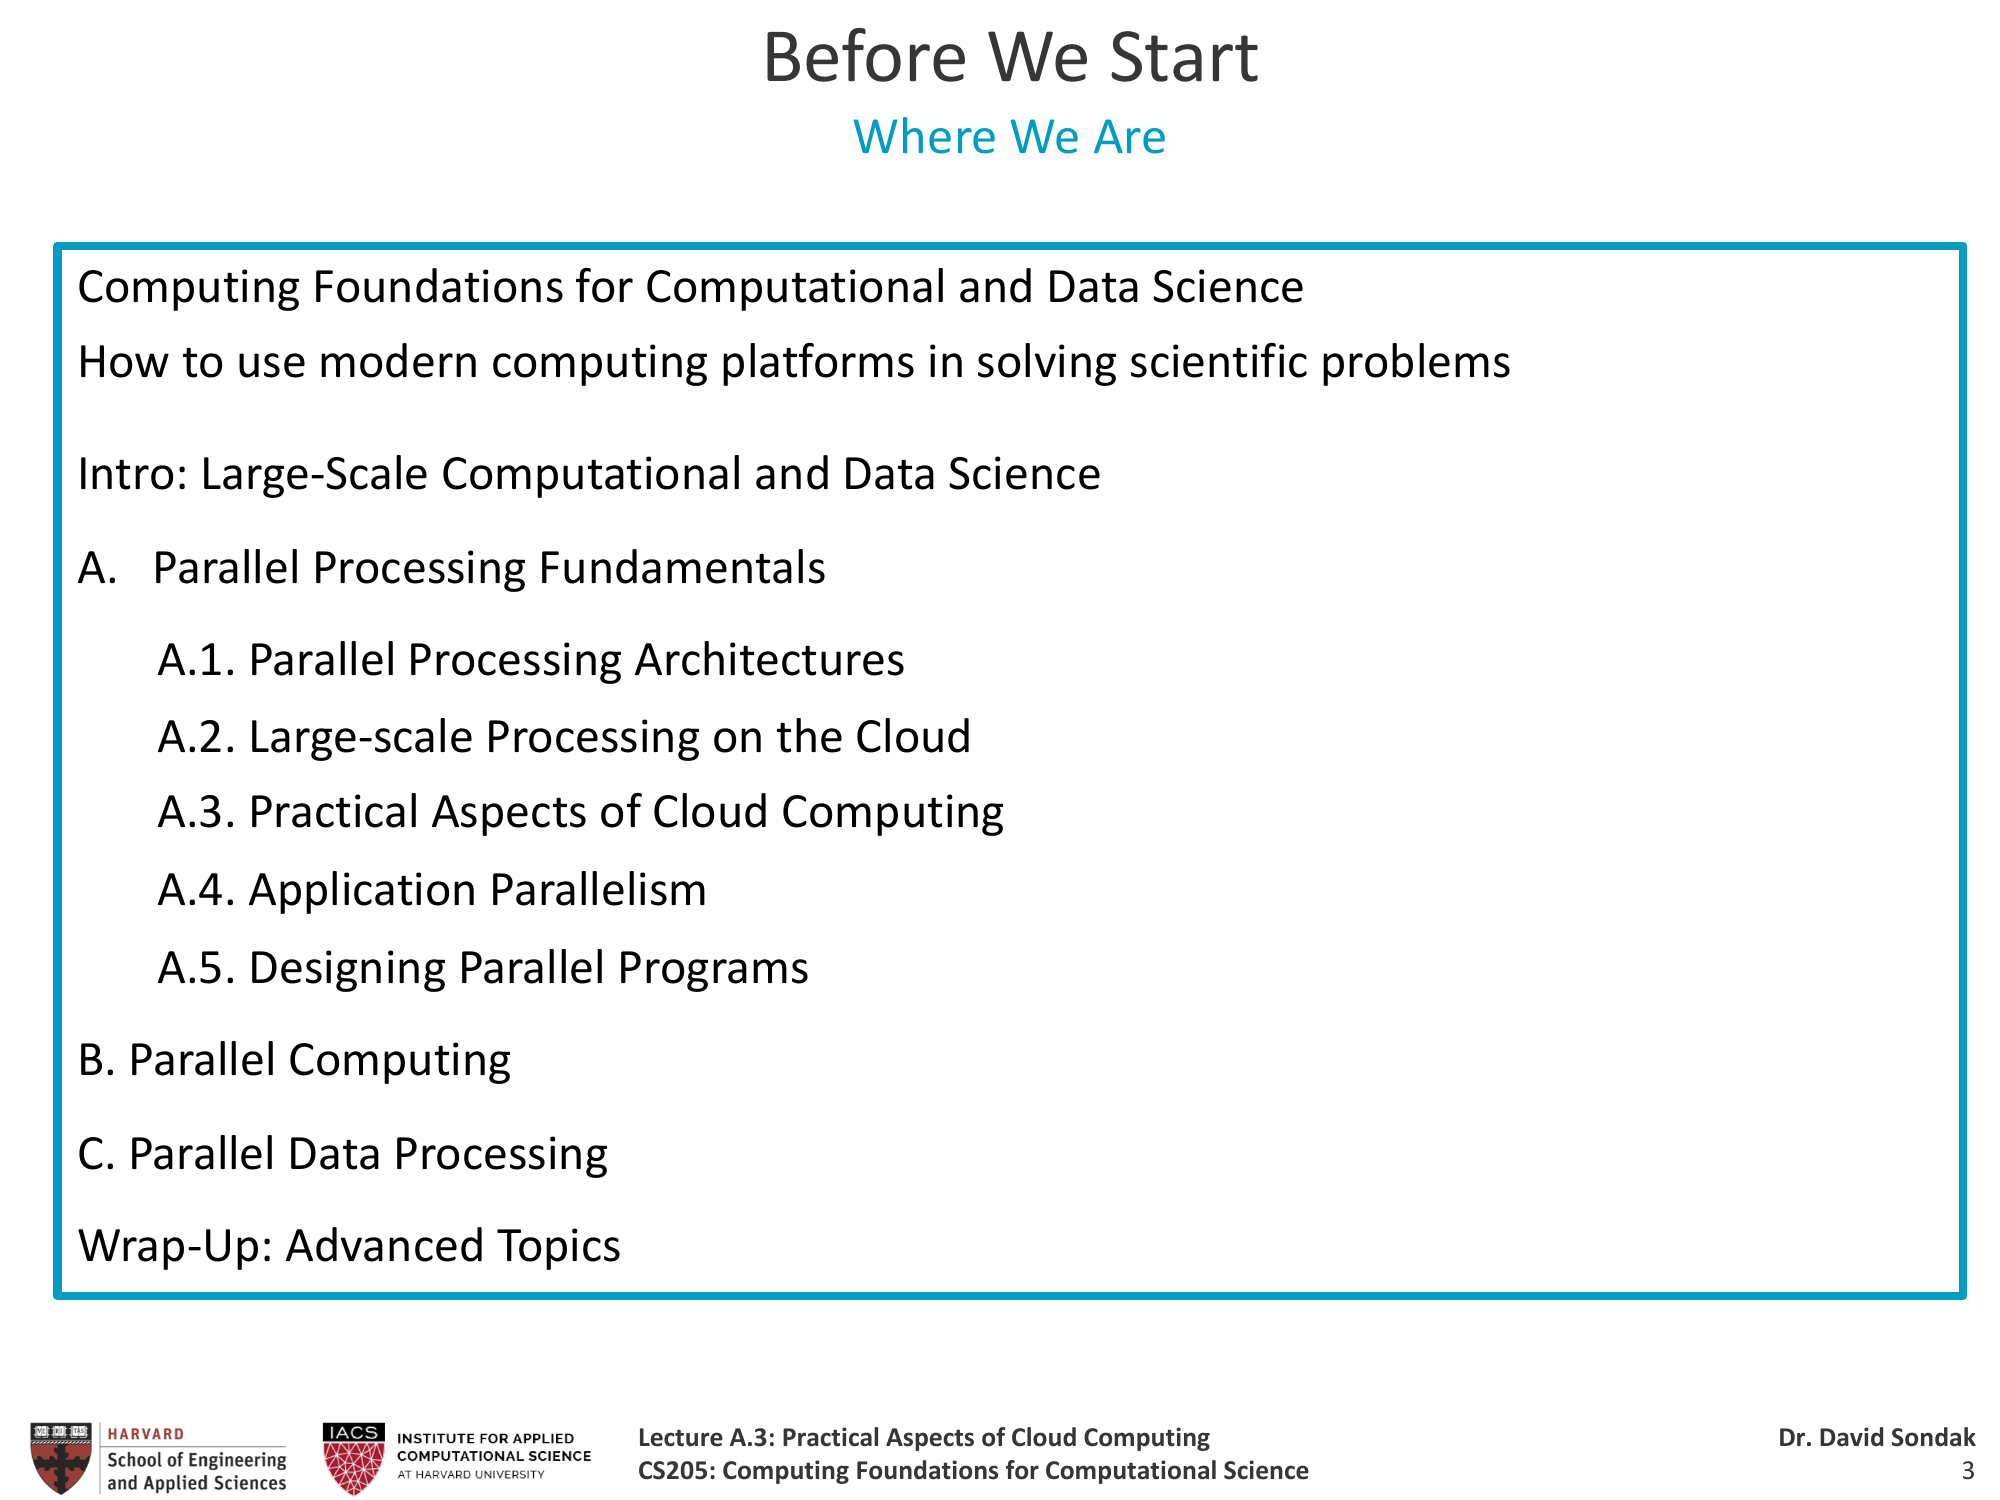 Before We Start
Where We Are
Computing Foundations for Computational and Data Science
How to use modern computing platforms in solving scientific problems
Intro: Large-Scale Computational and Data Science
A. Parallel Processing Fundamentals
A.1. Parallel Processing Architectures
A.2. Large-scale Processing on the Cloud
A.3. Practical Aspects of Cloud Computing
A.4. Application Parallelism
A.5. Designing Parallel Programs
B. Parallel Computing
C. Parallel Data Processing
Wrap-Up: Advanced Topics
HARVARD
School of Engineering
and Applied Sciences
IACS
INSTITUTE FOR APPLIED
COMPUTATIONAL SCIENCE
AT HARVARD UNIVERSITY
Lecture A.3: Practical Aspects of Cloud Computing
CS205: Computing Foundations for Computational Science
Dr. David Sondak
3